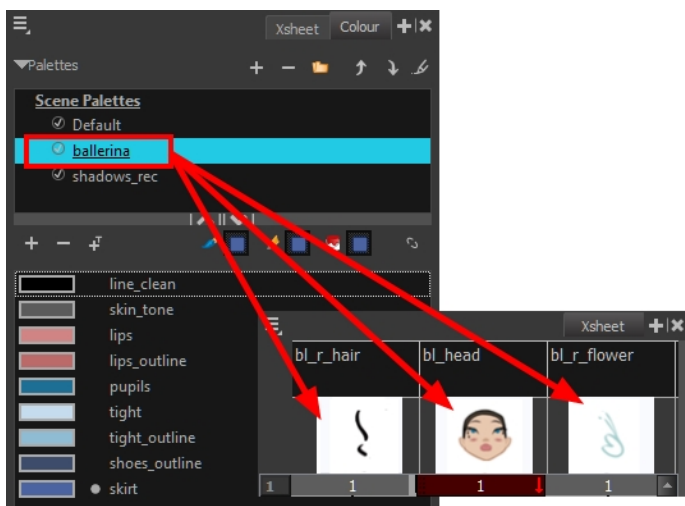 Xsheet Colour
Palettes
Scene Palettes
Default
ballerina
shadows_rec
line_clean
skin_tone
lips
lips_outline
pupils
tight
tight_outline
shoes_outline
skirt
Xsheet
bl_r_hair bl_head bl_r_flower
1 1 1 1